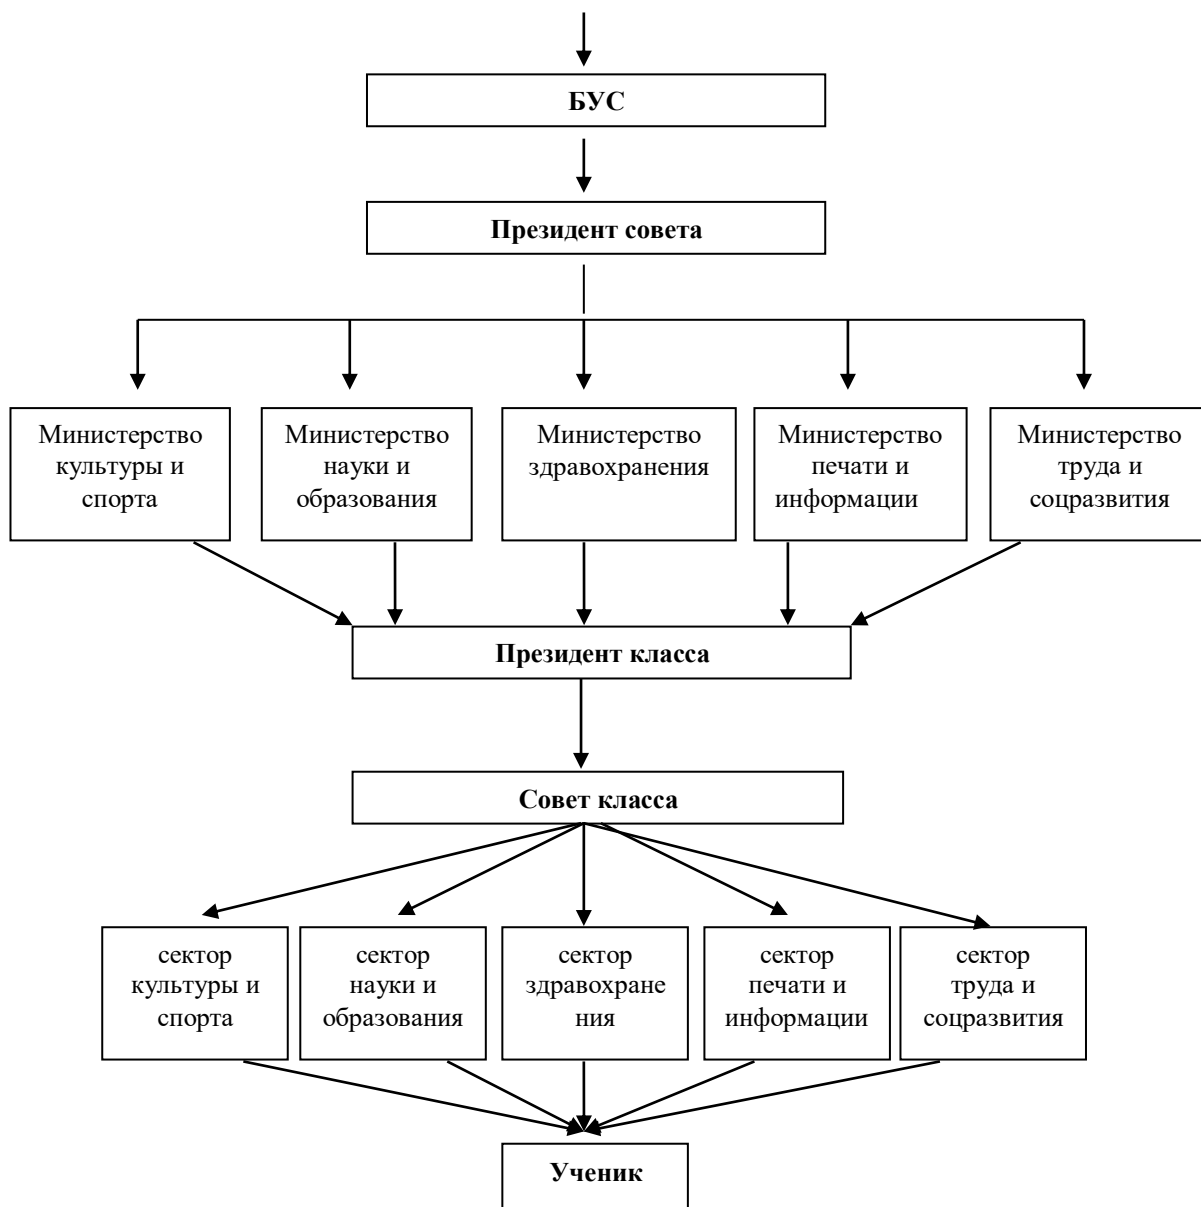 БУС
Президент совета
Министерство
культуры и
спорта
Министерство
науки и
образования
Министерство
здравохранения
Министерство
печати и
информации
Министерство
труда и
соцразвития
Президент класса
Совет класса
сектор
культуры и
спорта
сектор
науки и
образования
сектор
здравохране
ния
сектор
печати и
информации
сектор
труда и
соцразвития
Ученик